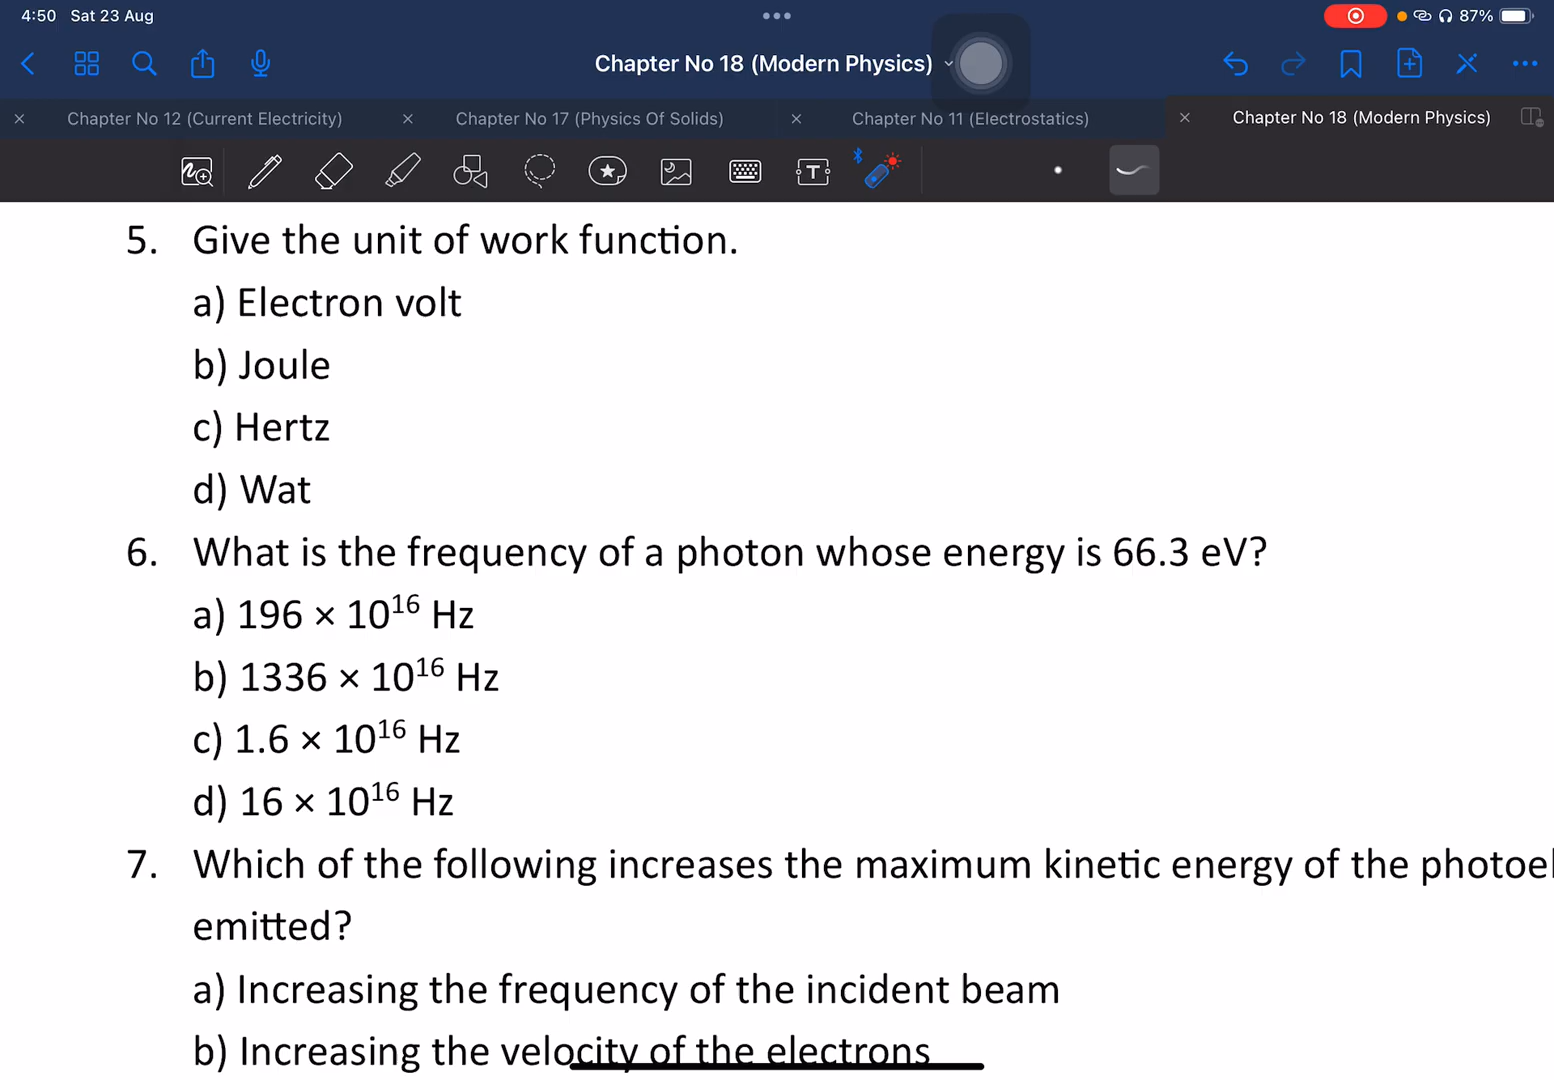 4:50 Sat 23 Aug
87%
Chapter No 18 (Modern Physics)
Chapter No 12 (Current Electricity)
Chapter No 17 (Physics Of Solids)
Chapter No 11 (Electrostatics)
Chapter No 18 (Modern Physics)
5. Give the unit of work function.
a) Electron volt
b) Joule
c) Hertz
d) Wat
6. What is the frequency of a photon whose energy is 66.3 eV?
a) 196 × 10¹⁶ Hz
b) 1336 × 10¹⁶ Hz
c) 1.6 × 10¹⁶ Hz
d) 16 × 10¹⁶ Hz
7. Which of the following increases the maximum kinetic energy of the photoel
emitted?
a) Increasing the frequency of the incident beam
b) Increasing the velocity of the electrons